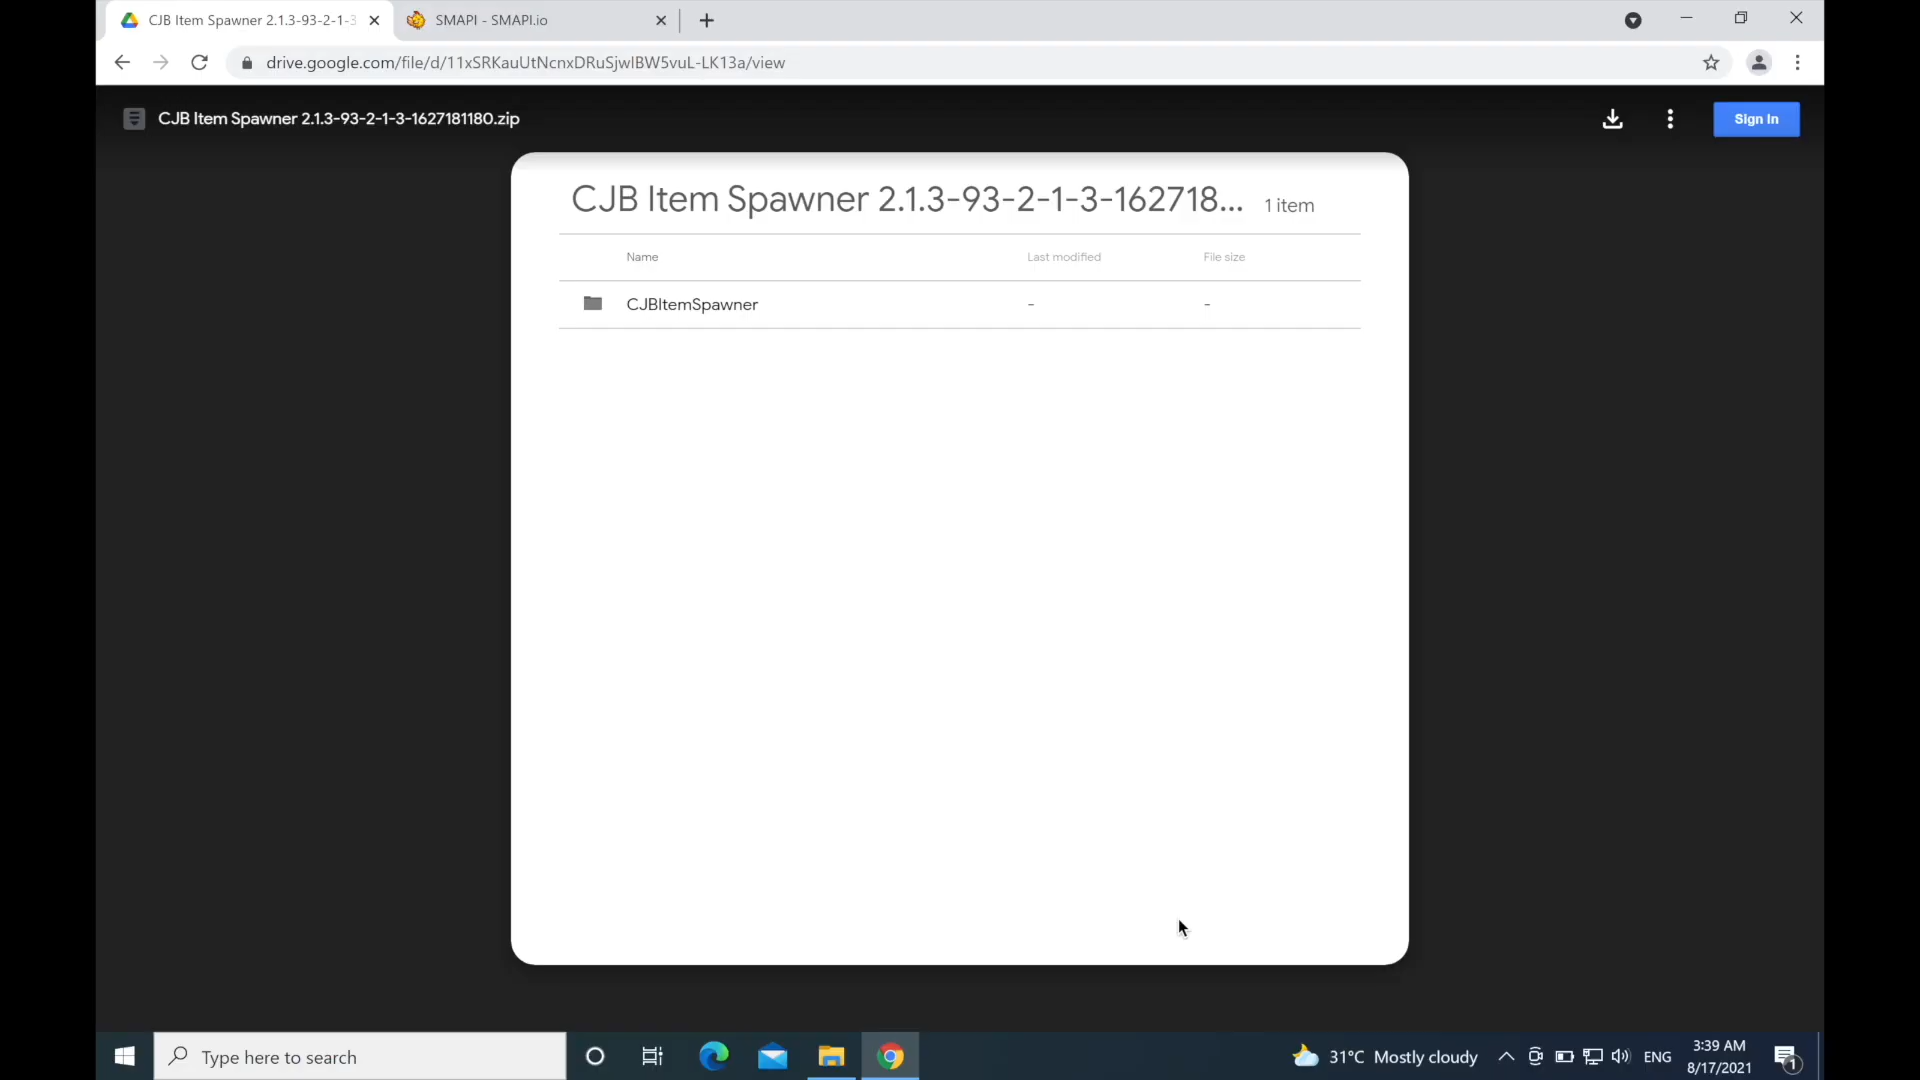 CJB Item Spawner 2.1.3-93-2-1-3
SMAPI - SMAPI.io
drive.google.com/file/d/11xSRKauUtNcnxDRuSjwIBW5vuL-LK13a/view
CJB Item Spawner 2.1.3-93-2-1-3-1627181180.zip
Sign in
CJB Item Spawner 2.1.3-93-2-1-3-162718... 1 item
Name Last modified File size
CJBItemSpawner - -
Type here to search
31°C Mostly cloudy
ENG
3:39 AM
8/17/2021
1